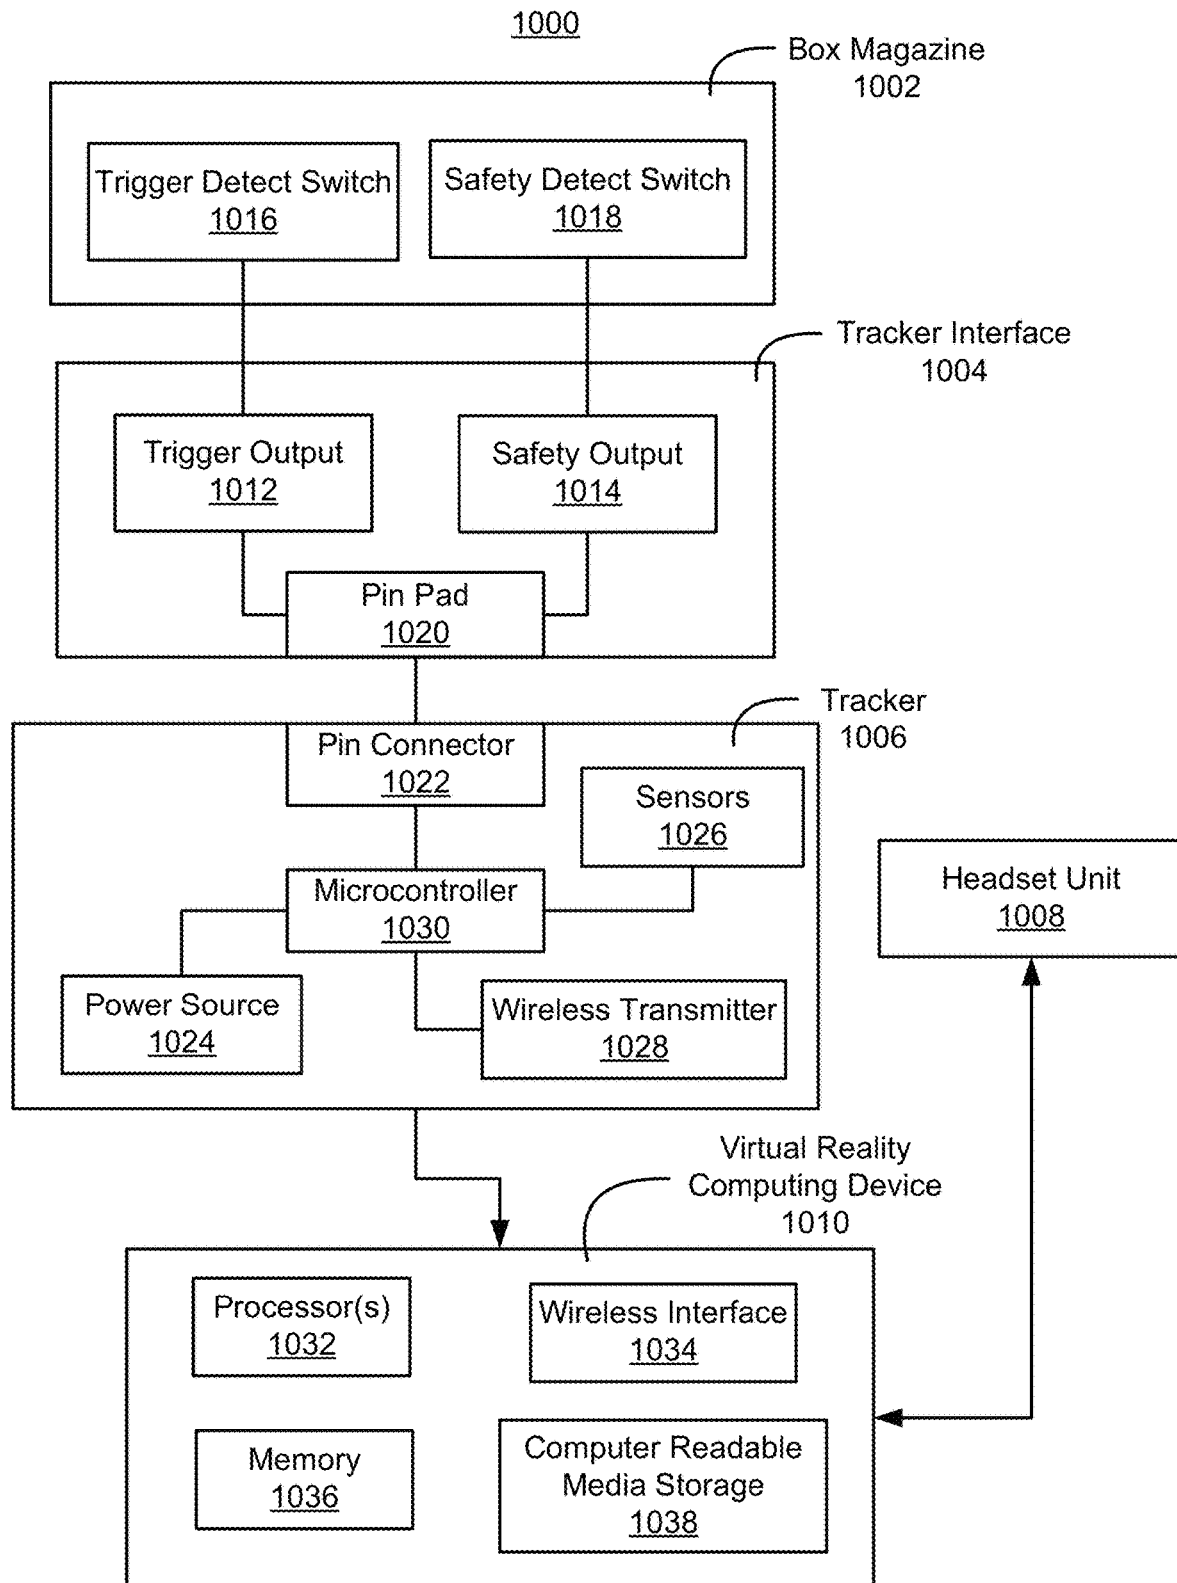 1000
Box Magazine
1002
Trigger Detect Switch
1016
Safety Detect Switch
1018
Tracker Interface
1004
Trigger Output
1012
Safety Output
1014
Pin Pad
1020
Tracker
1006
Pin Connector
1022
Sensors
1026
Headset Unit
1008
Microcontroller
1030
Power Source
1024
Wireless Transmitter
1028
Virtual Reality
Computing Device
1010
Processor(s)
1032
Wireless Interface
1034
Memory
1036
Computer Readable
Media Storage
1038